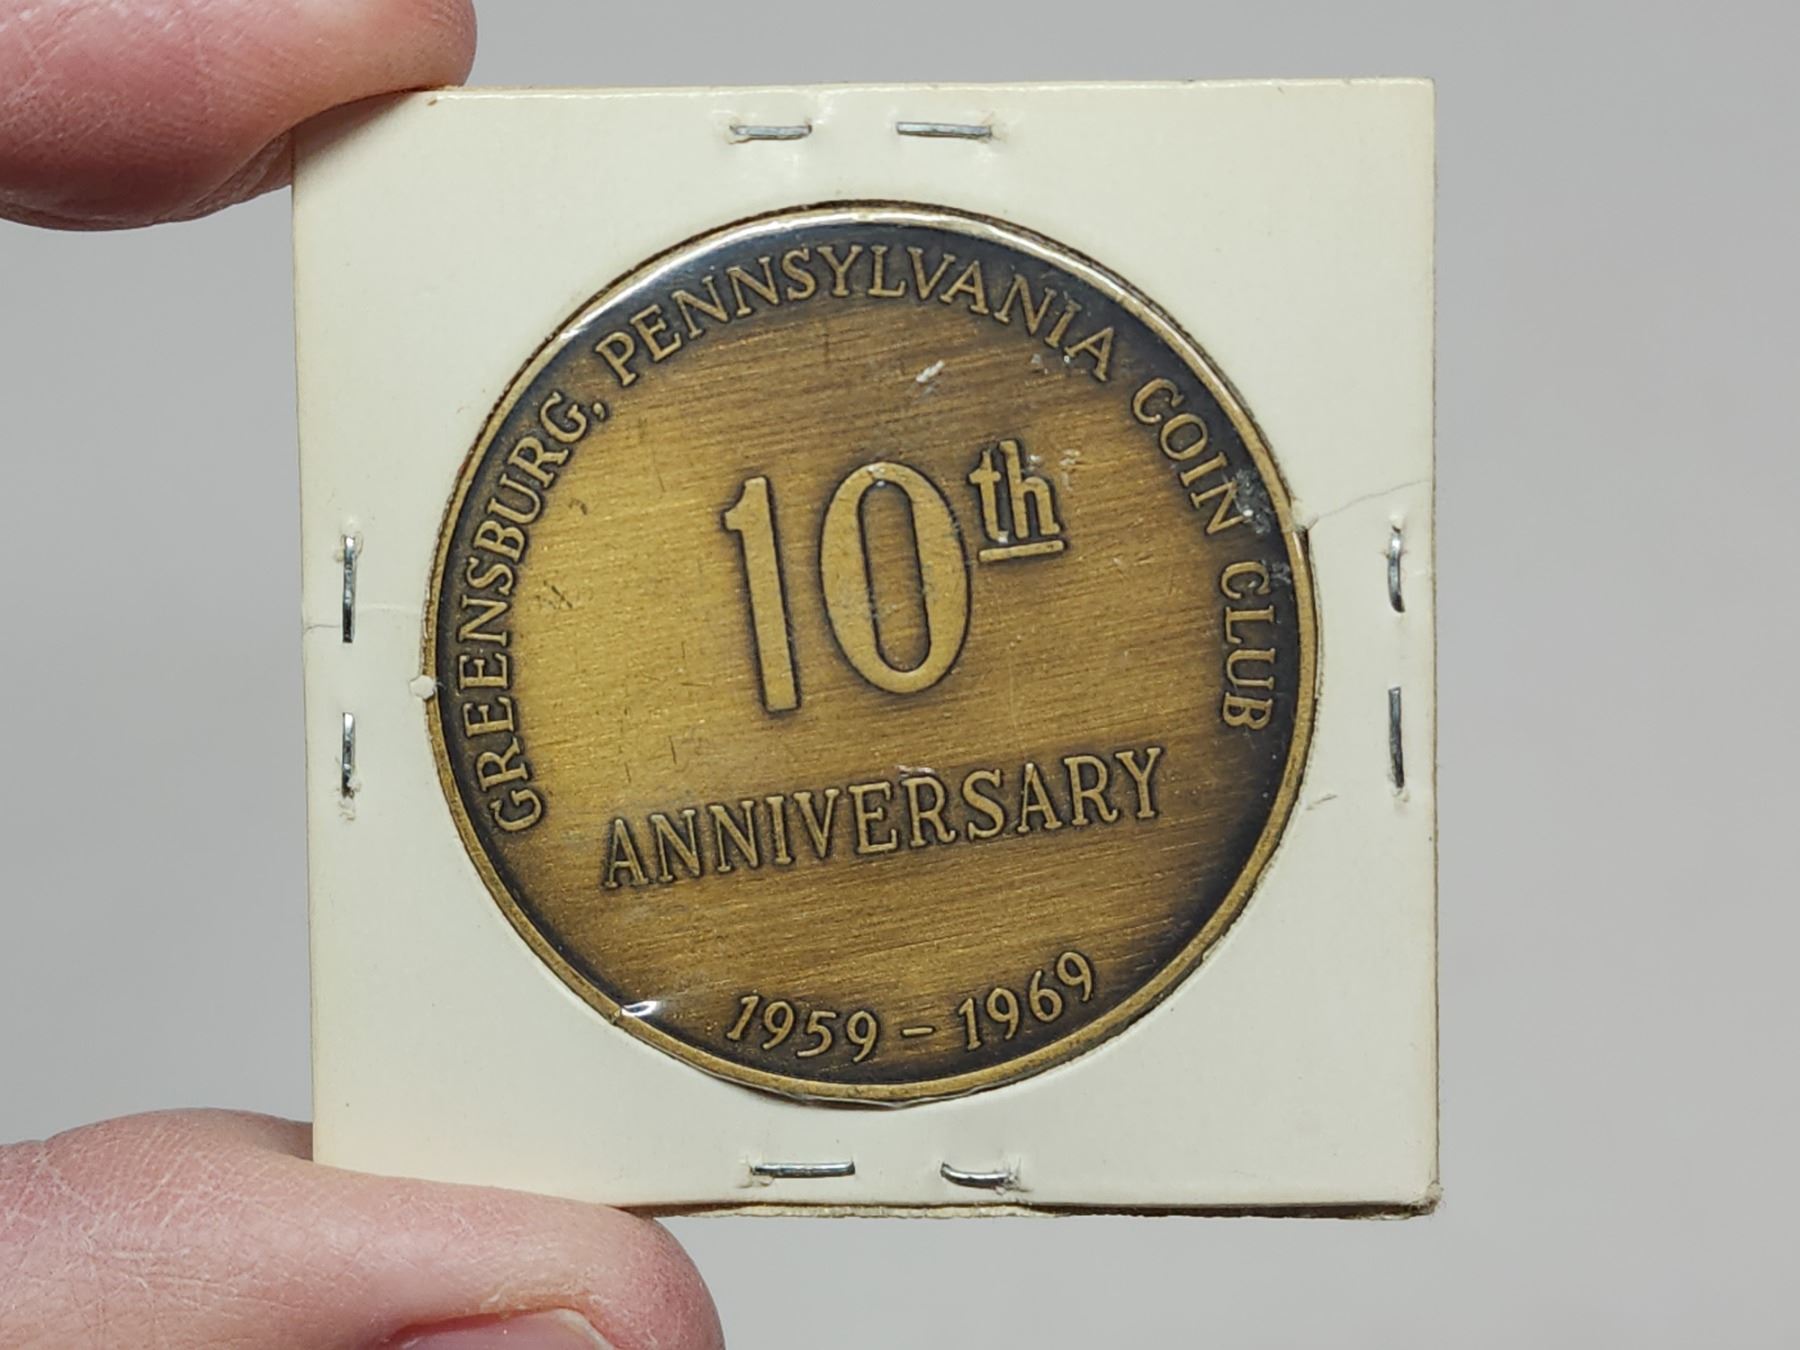 GREENSBURG, PENNSYLVANIA COIN CLUB
10th
ANNIVERSARY
1959 - 1969